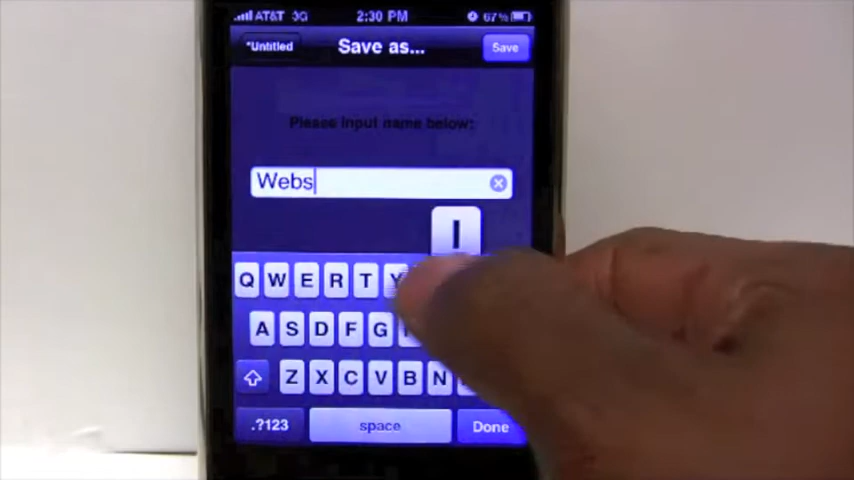 AT&T 3G 2:30 PM 67%
*Untitled Save as... Save
Please input name below:
Webs
I
Q W E R T Y
A S D F G
Z X C V B N
.?123 space Done